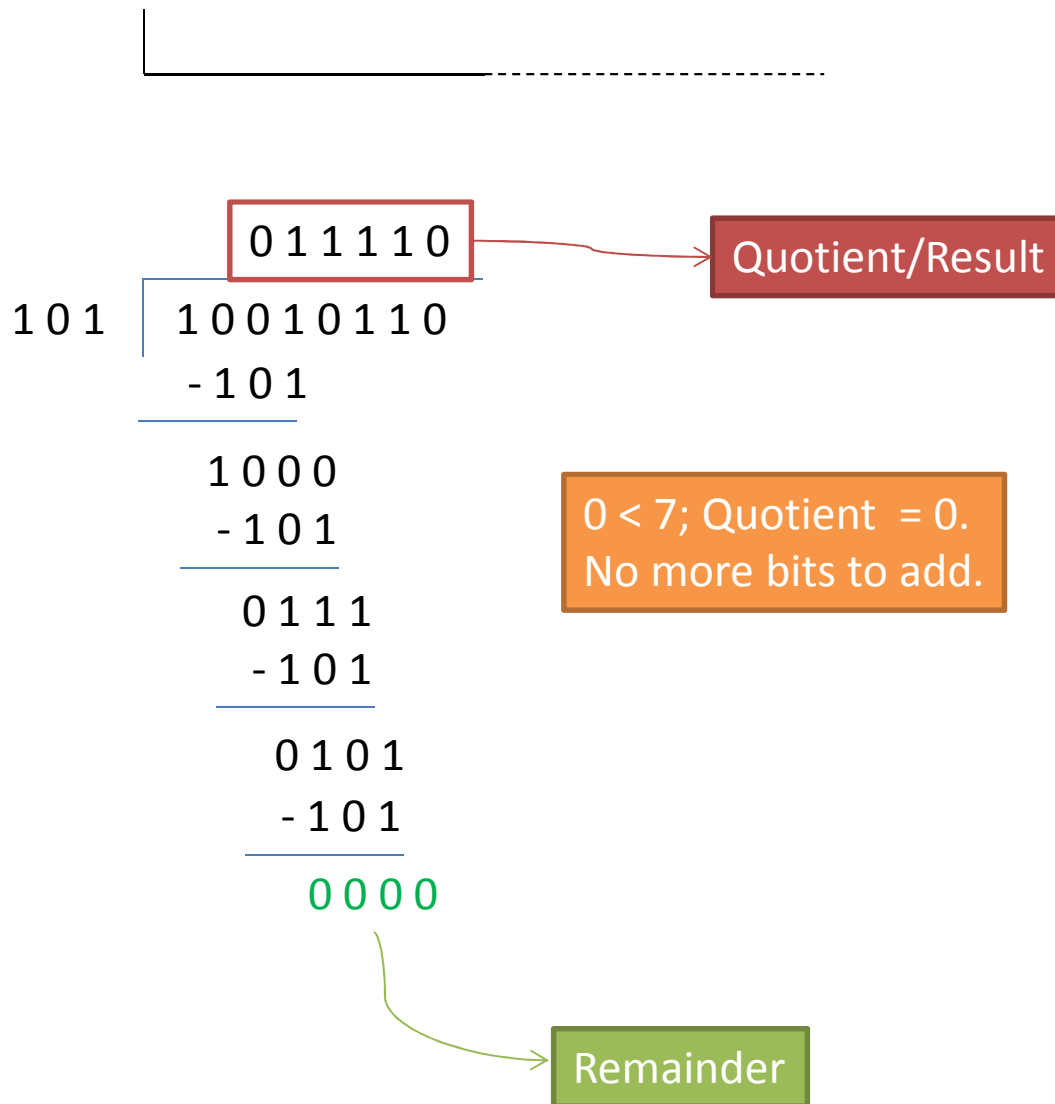 0 1 1 1 1 0
Quotient/Result
1 0 1
1 0 0 1 0 1 1 0
- 1 0 1
1 0 0 0
- 1 0 1
0 < 7; Quotient = 0.
No more bits to add.
0 1 1 1
- 1 0 1
0 1 0 1
- 1 0 1
0 0 0 0
Remainder